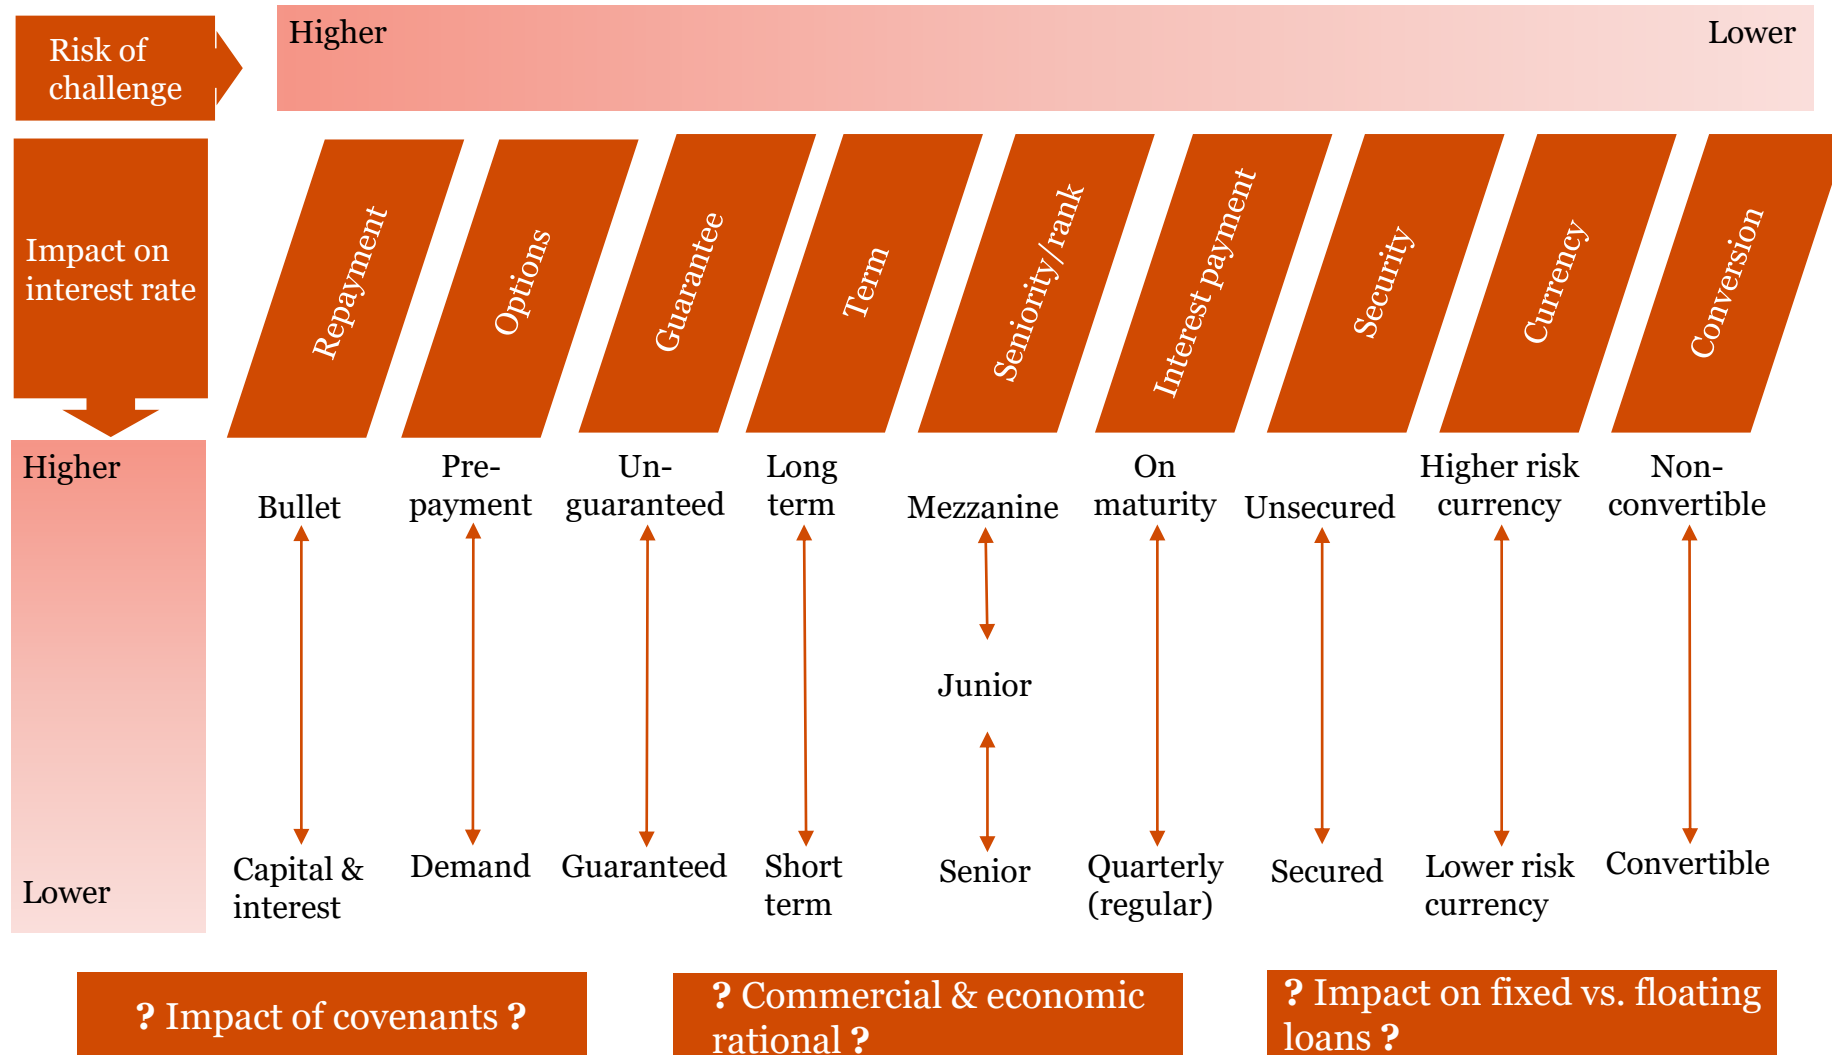 Risk of
challenge
Higher
Lower
Impact on
interest rate
Repayment
Options
Guarantee
Term
Seniority/rank
Interest payment
Security
Currency
Conversion
Higher
Lower
Bullet
Pre-
payment
Un-
guaranteed
Long
term
Mezzanine
On
maturity
Unsecured
Higher risk
currency
Non-
convertible
Junior
Capital &
interest
Demand
Guaranteed
Short
term
Senior
Quarterly
(regular)
Secured
Lower risk
currency
Convertible
? Impact of covenants ?
? Commercial & economic
rational ?
? Impact on fixed vs. floating
loans ?